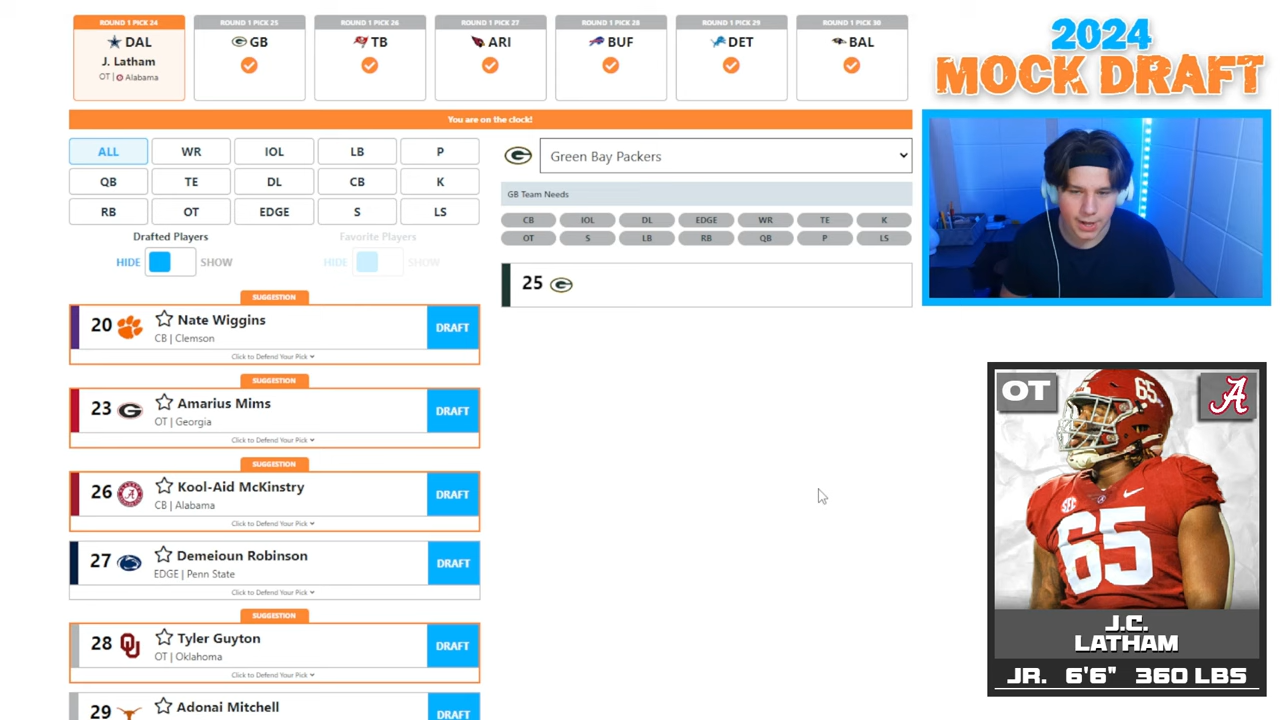 ROUND 1 PICK 24
DAL
J. Latham
OT | Alabama
ROUND 1 PICK 25
GB
ROUND 1 PICK 26
TB
ROUND 1 PICK 27
ARI
ROUND 1 PICK 28
BUF
ROUND 1 PICK 29
DET
ROUND 1 PICK 30
BAL
2024
MOCK DRAFT
You are on the clock!
ALL WR IOL LB P
QB TE DL CB K
RB OT EDGE S LS
Drafted Players
HIDE SHOW
Favorite Players
HIDE SHOW
Green Bay Packers
GB Team Needs
CB IOL DL EDGE WR TE K
OT S LB RB QB P LS
25
SUGGESTION
20 Nate Wiggins
CB | Clemson
DRAFT
Click to Defend Your Pick
SUGGESTION
23 Amarius Mims
OT | Georgia
DRAFT
Click to Defend Your Pick
SUGGESTION
26 Kool-Aid McKinstry
CB | Alabama
DRAFT
Click to Defend Your Pick
27 Demeioun Robinson
EDGE | Penn State
DRAFT
Click to Defend Your Pick
SUGGESTION
28 Tyler Guyton
OT | Oklahoma
DRAFT
Click to Defend Your Pick
29 Adonai Mitchell
DRAFT
OT
A
65
SEC
65
J.C.
LATHAM
JR. 6'6" 360 LBS